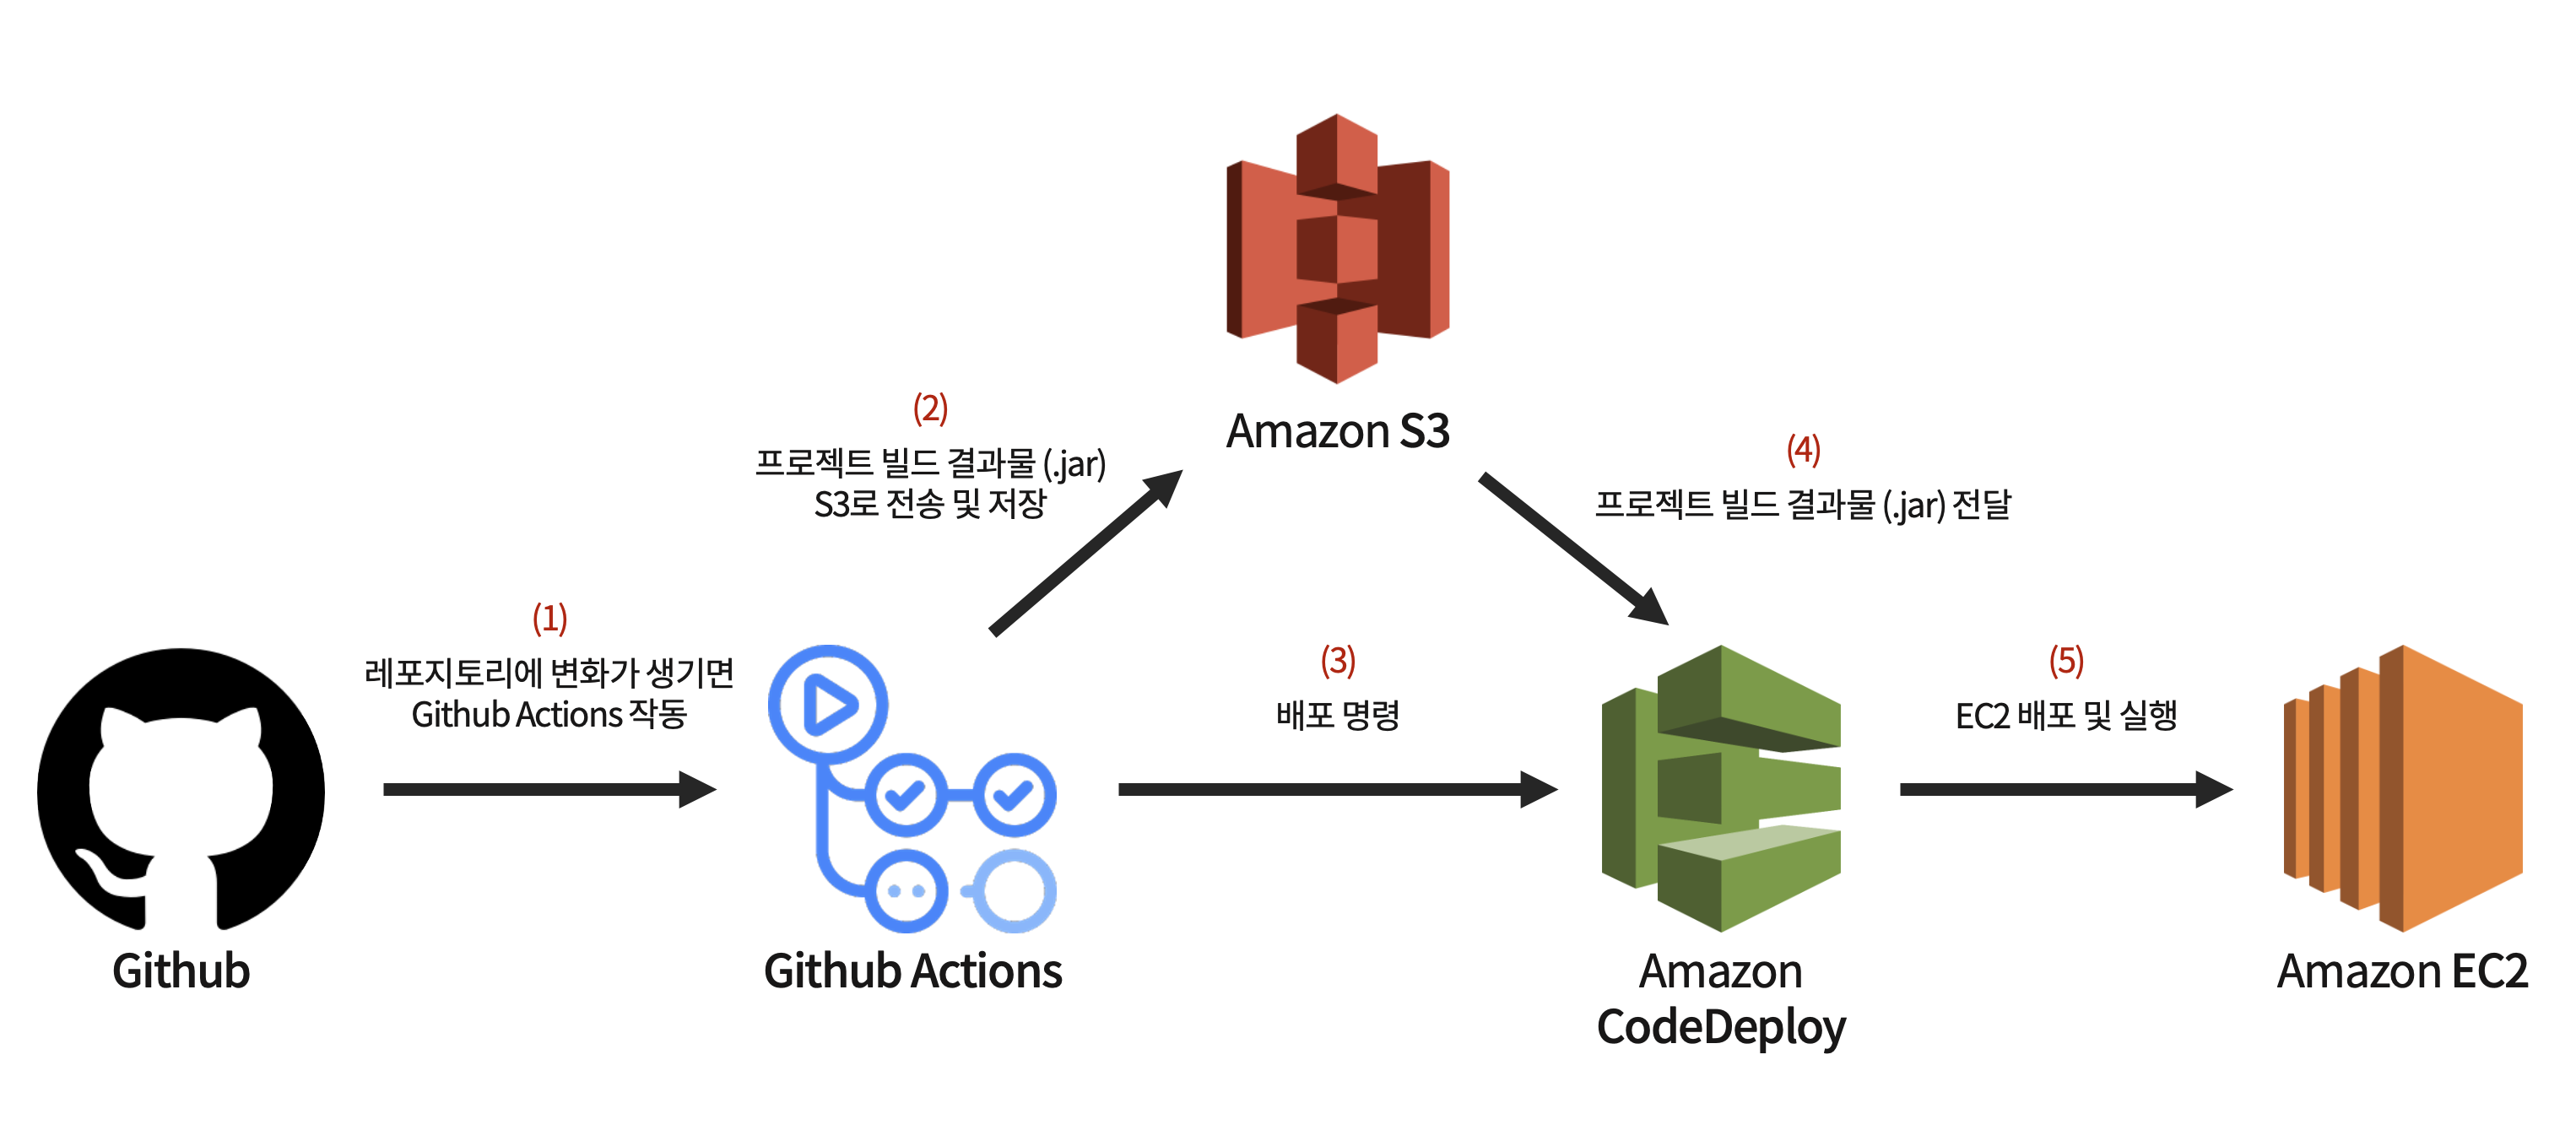 Amazon S3
(2)
프로젝트 빌드 결과물 (.jar)
S3로 전송 및 저장
(4)
프로젝트 빌드 결과물 (.jar) 전달
(1)
레포지토리에 변화가 생기면
Github Actions 작동
(3)
배포 명령
(5)
EC2 배포 및 실행
Github
Github Actions
Amazon
CodeDeploy
Amazon EC2